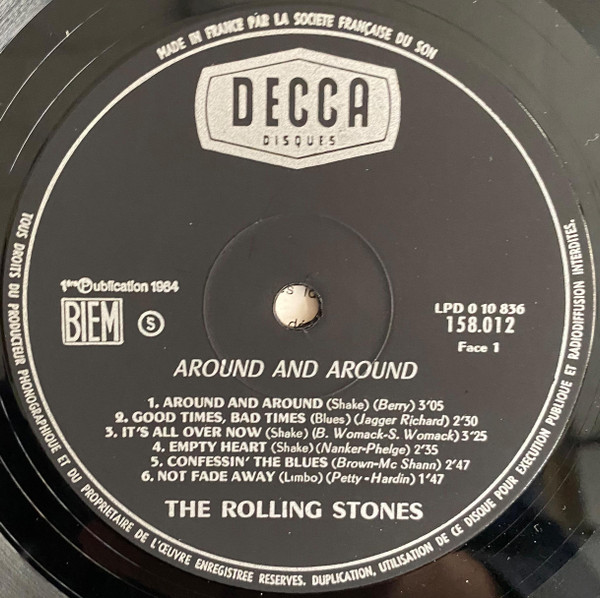 MADE IN FRANCE PAR LA SOCIETE FRANÇAISE DU SON
DECCA
DISQUES
1ère Publication 1964
BIEM
S
LPD 0 10 836
158.012
Face 1
AROUND AND AROUND
1. AROUND AND AROUND (Shake) (Berry) 3'05
2. GOOD TIMES, BAD TIMES (Blues) (Jagger Richard) 2'30
3. IT'S ALL OVER NOW (Shake) (B. Womack-S. Womack) 3'25
4. EMPTY HEART (Shake) (Nanker-Phelge) 2'35
5. CONFESSIN' THE BLUES (Brown-Mc Shann) 2'47
6. NOT FADE AWAY (Limbo) (Petty-Hardin) 1'47
THE ROLLING STONES
TOUS DROITS DU PRODUCTEUR PHONOGRAPHIQUE ET DU PROPRIETAIRE DE L'ŒUVRE ENREGISTREE RESERVES. DUPLICATION, UTILISATION DE CE DISQUE POUR EXECUTION PUBLIQUE ET RADIODIFFUSION INTERDITES.